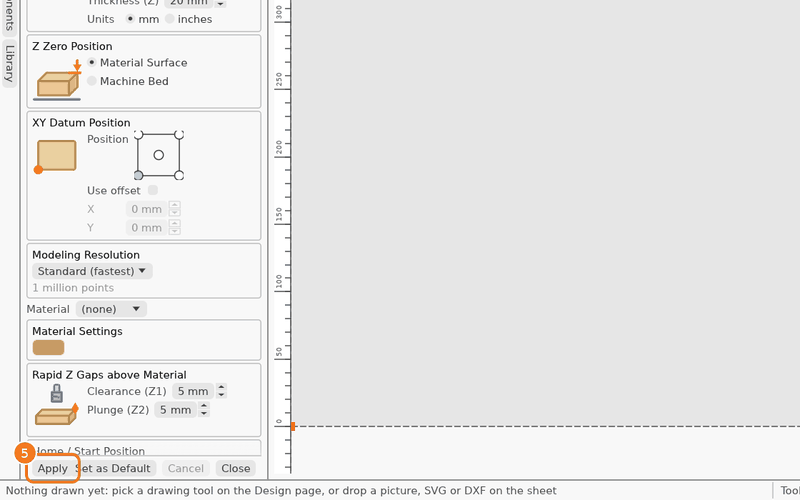 Thickness (Z) 20 mm
Units mm inches
Z Zero Position
Material Surface
Machine Bed
XY Datum Position
Position
Use offset
X 0 mm
Y 0 mm
Modeling Resolution
Standard (fastest)
1 million points
Material (none)
Material Settings
Rapid Z Gaps above Material
Clearance (Z1) 5 mm
Plunge (Z2) 5 mm
Home / Start Position
5
Apply Set as Default Cancel Close
Nothing drawn yet: pick a drawing tool on the Design page, or drop a picture, SVG or DXF on the sheet
Library
300
250
200
150
100
50
0